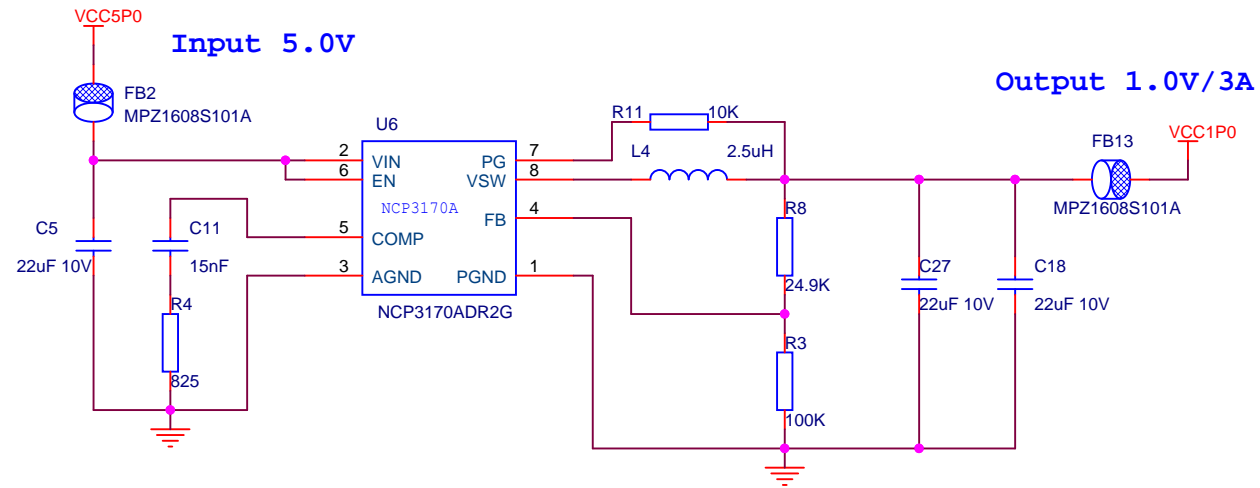 VCC5P0
Input 5.0V
Output 1.0V/3A
FB2
MPZ1608S101A
R11
10K
VCC1P0
FB13
MPZ1608S101A
U6
L4
2.5uH
2
VIN
PG
7
6
EN
VSW
8
NCP3170A
R8
C5
22uF 10V
C11
15nF
5
COMP
FB
4
3
AGND
PGND
1
24.9K
C27
22uF 10V
C18
22uF 10V
R4
825
NCP3170ADR2G
R3
100K